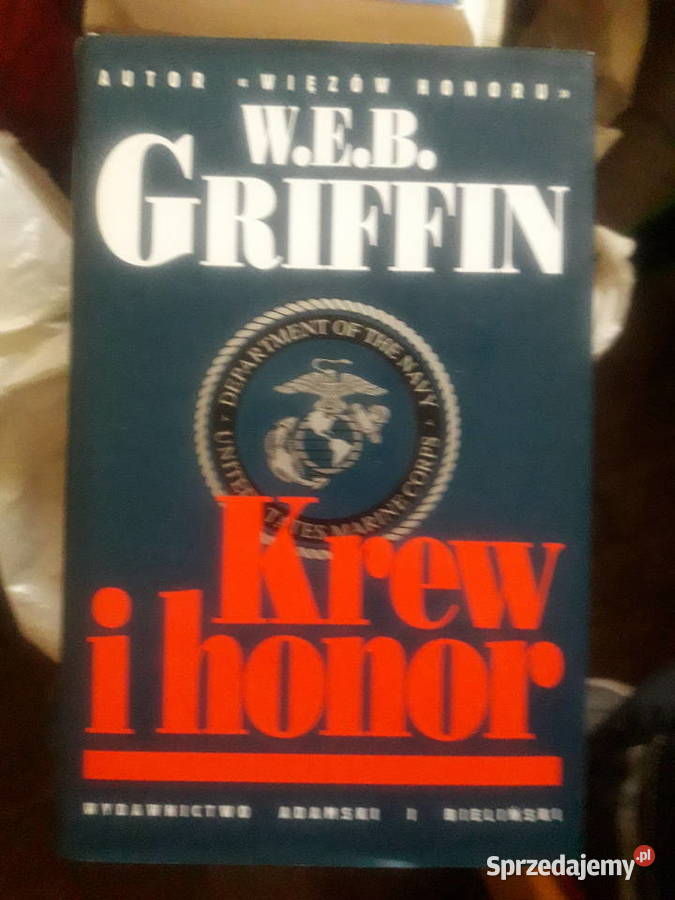 AUTOR «WIĘZÓW HONORU»
W.E.B.
GRIFFIN
DEPARTMENT OF THE NAVY
UNITED STATES MARINE CORPS
Krew
i honor
WYDAWNICTWO ADAMSKI I BIELIŃSKI
Sprzedajemy.pl